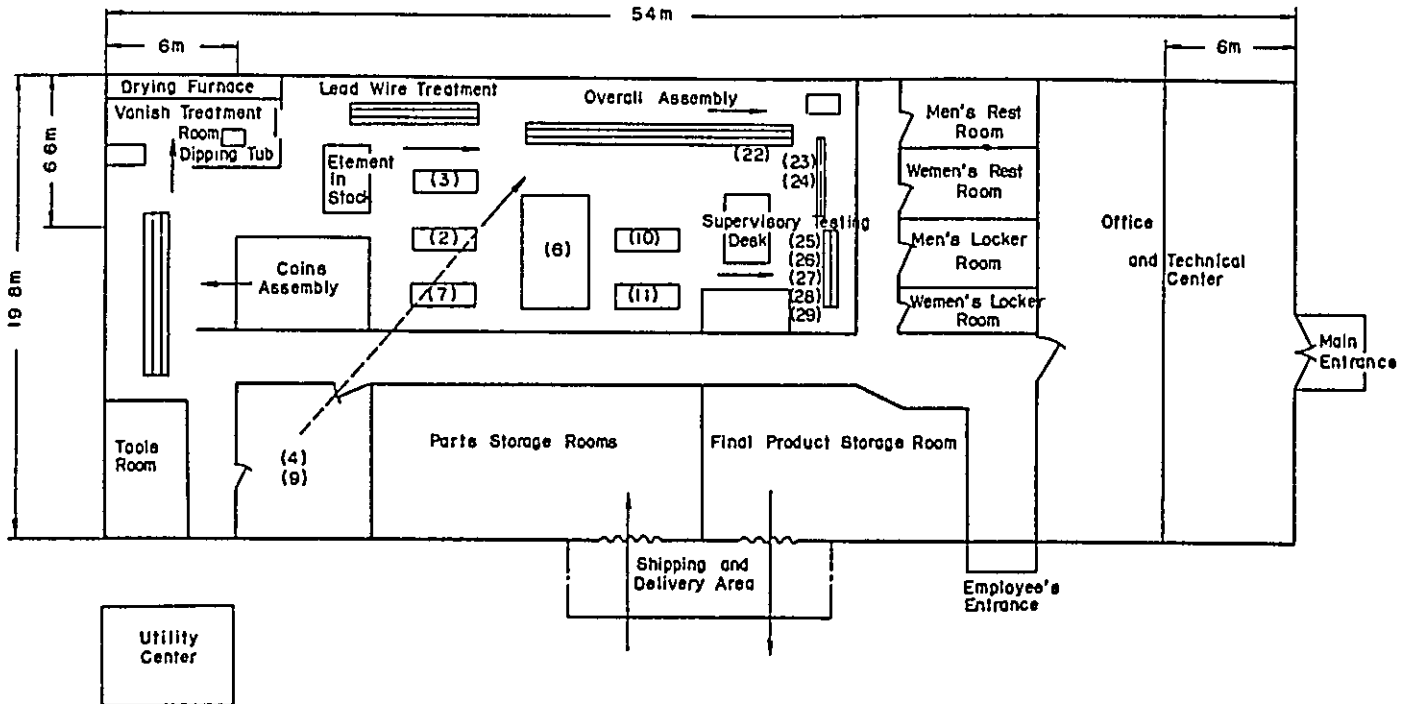 54m
6m
6m
Drying Furnace
Vanish Treatment
Room
Dipping Tub
Lead Wire Treatment
Overall Assembly
Men's Rest
Room
6 6m
Element
in
Stock
(3)
(22)
(23)
(24)
Wemen's Rest
Room
19 8m
(2)
(6)
(10)
Supervisory Testing
Desk
(25)
(26)
(27)
(28)
(29)
Men's Locker
Room
Office
and Technical
Center
Coins
Assembly
(7)
(11)
Women's Locker
Room
Main
Entrance
Tools
Room
(4)
(9)
Parts Storage Rooms
Final Product Storage Room
Shipping and
Delivery Area
Employee's
Entrance
Utility
Center